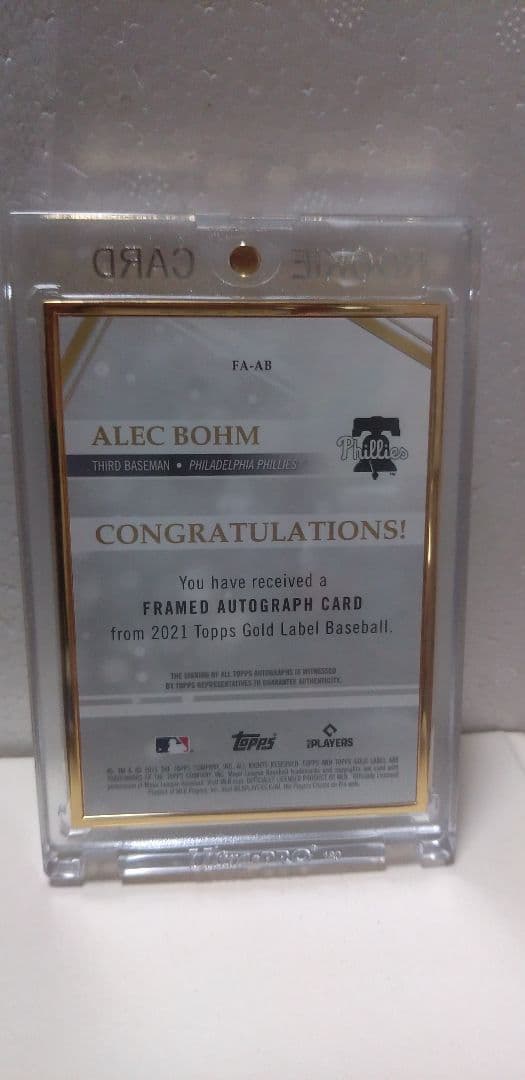 ROOKIE CARD
FA-AB
ALEC BOHM
THIRD BASEMAN • PHILADELPHIA PHILLIES
Phillies
CONGRATULATIONS!
You have received a
FRAMED AUTOGRAPH CARD
from 2021 Topps Gold Label Baseball.
THE SIGNING OF ALL TOPPS AUTOGRAPHS IS WITNESSED
BY TOPPS REPRESENTATIVES TO GUARANTEE AUTHENTICITY.
topps
PLAYERS